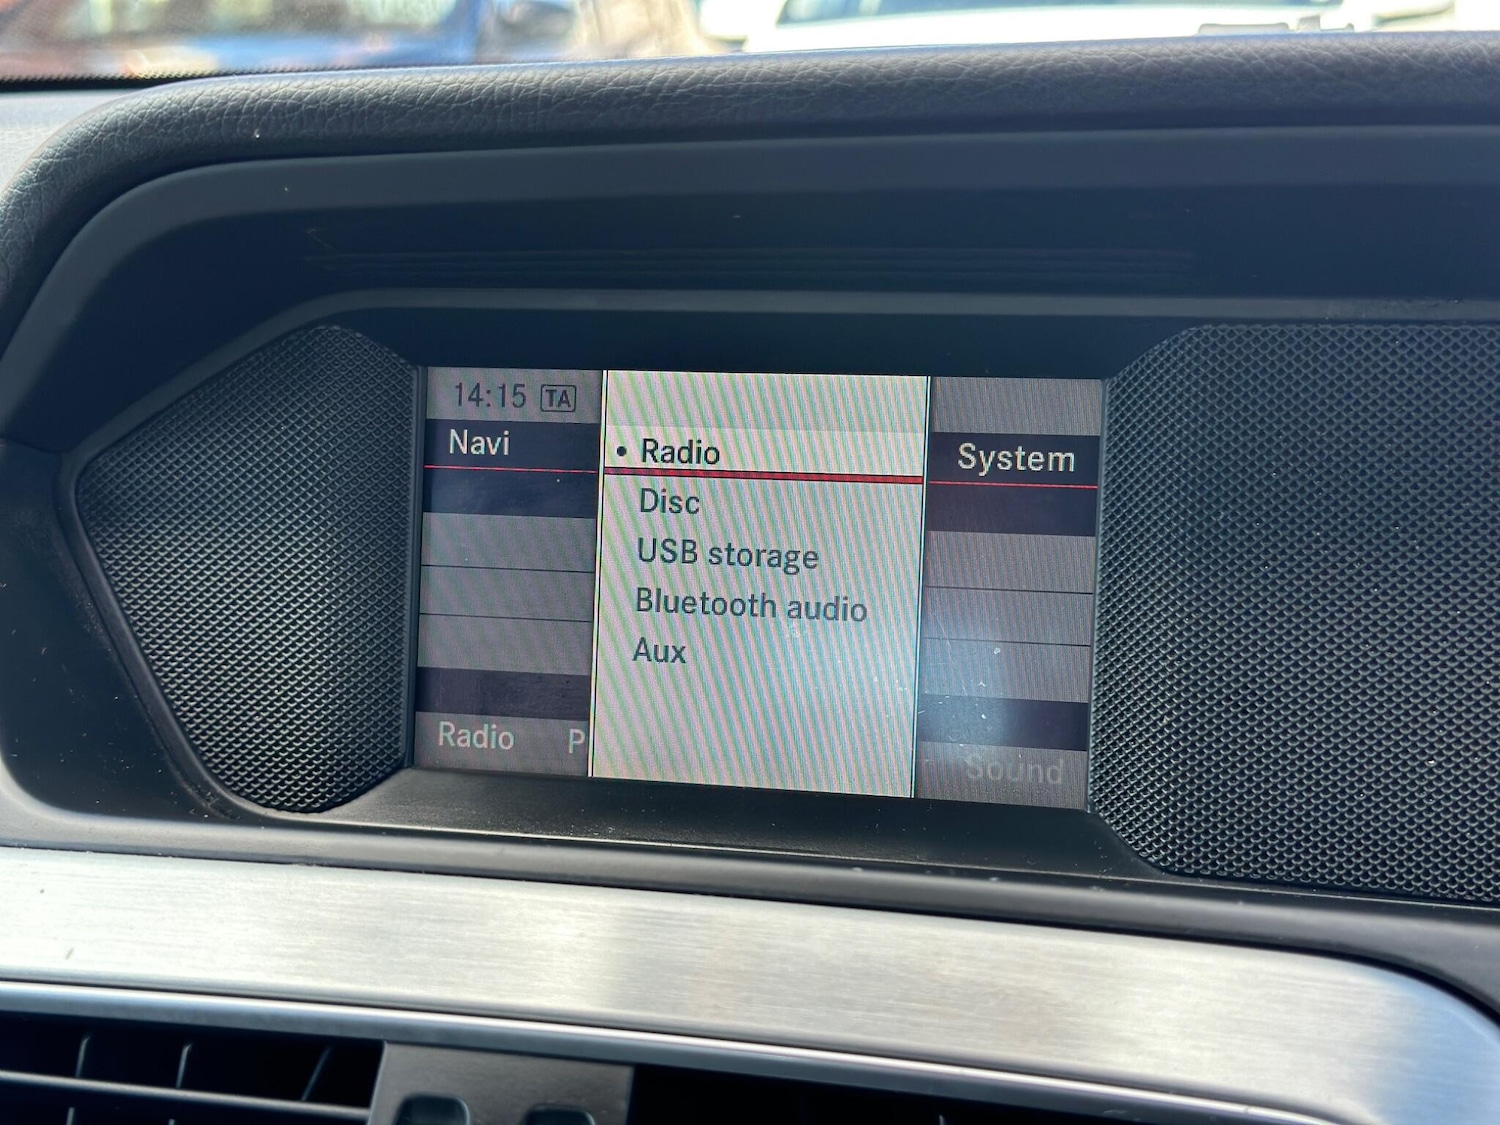 14:15 TA
Navi
• Radio
Disc
USB storage
Bluetooth audio
Aux
System
Radio P
Sound